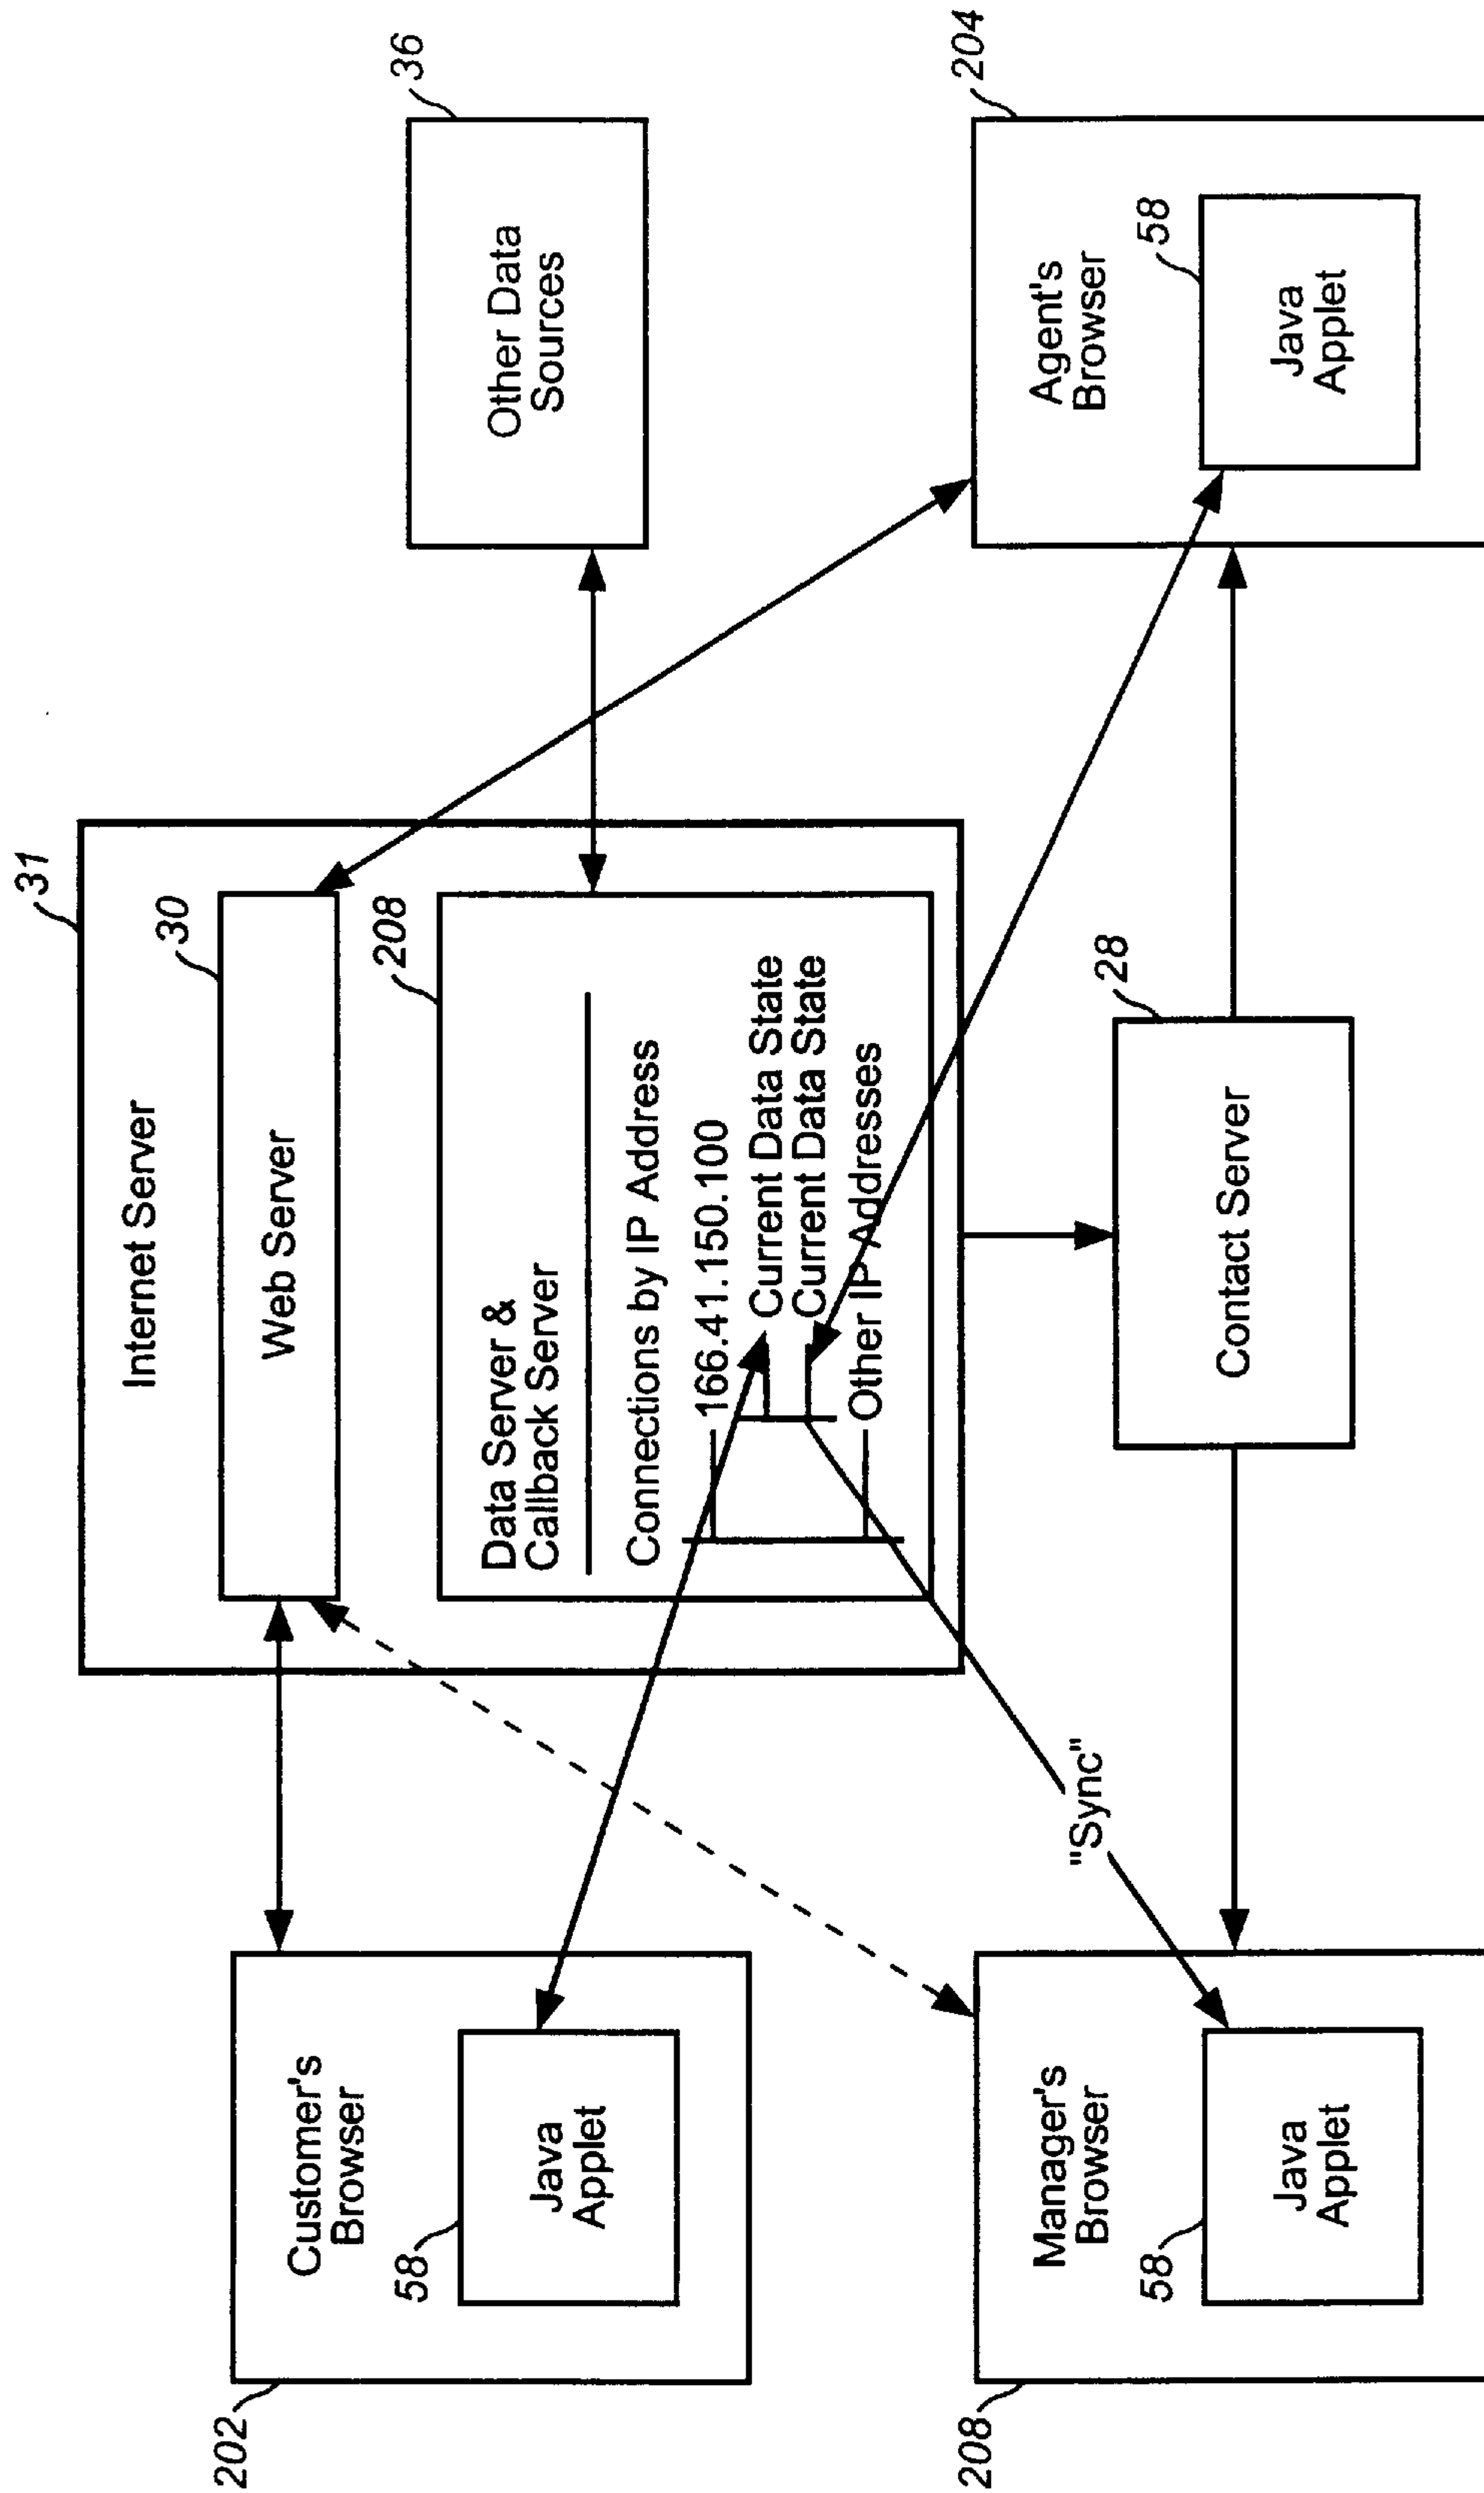 31
Internet Server
30
Web Server
208
Data Server &
Callback Server
Connections by IP Address
166.41.150.100
Current Data State
Current Data State
Other IP Addresses
202
Customer's
Browser
58
Java
Applet
36
Other Data
Sources
208
Manager's
Browser
58
Java
Applet
"Sync"
28
Contact Server
204
Agent's
Browser
58
Java
Applet